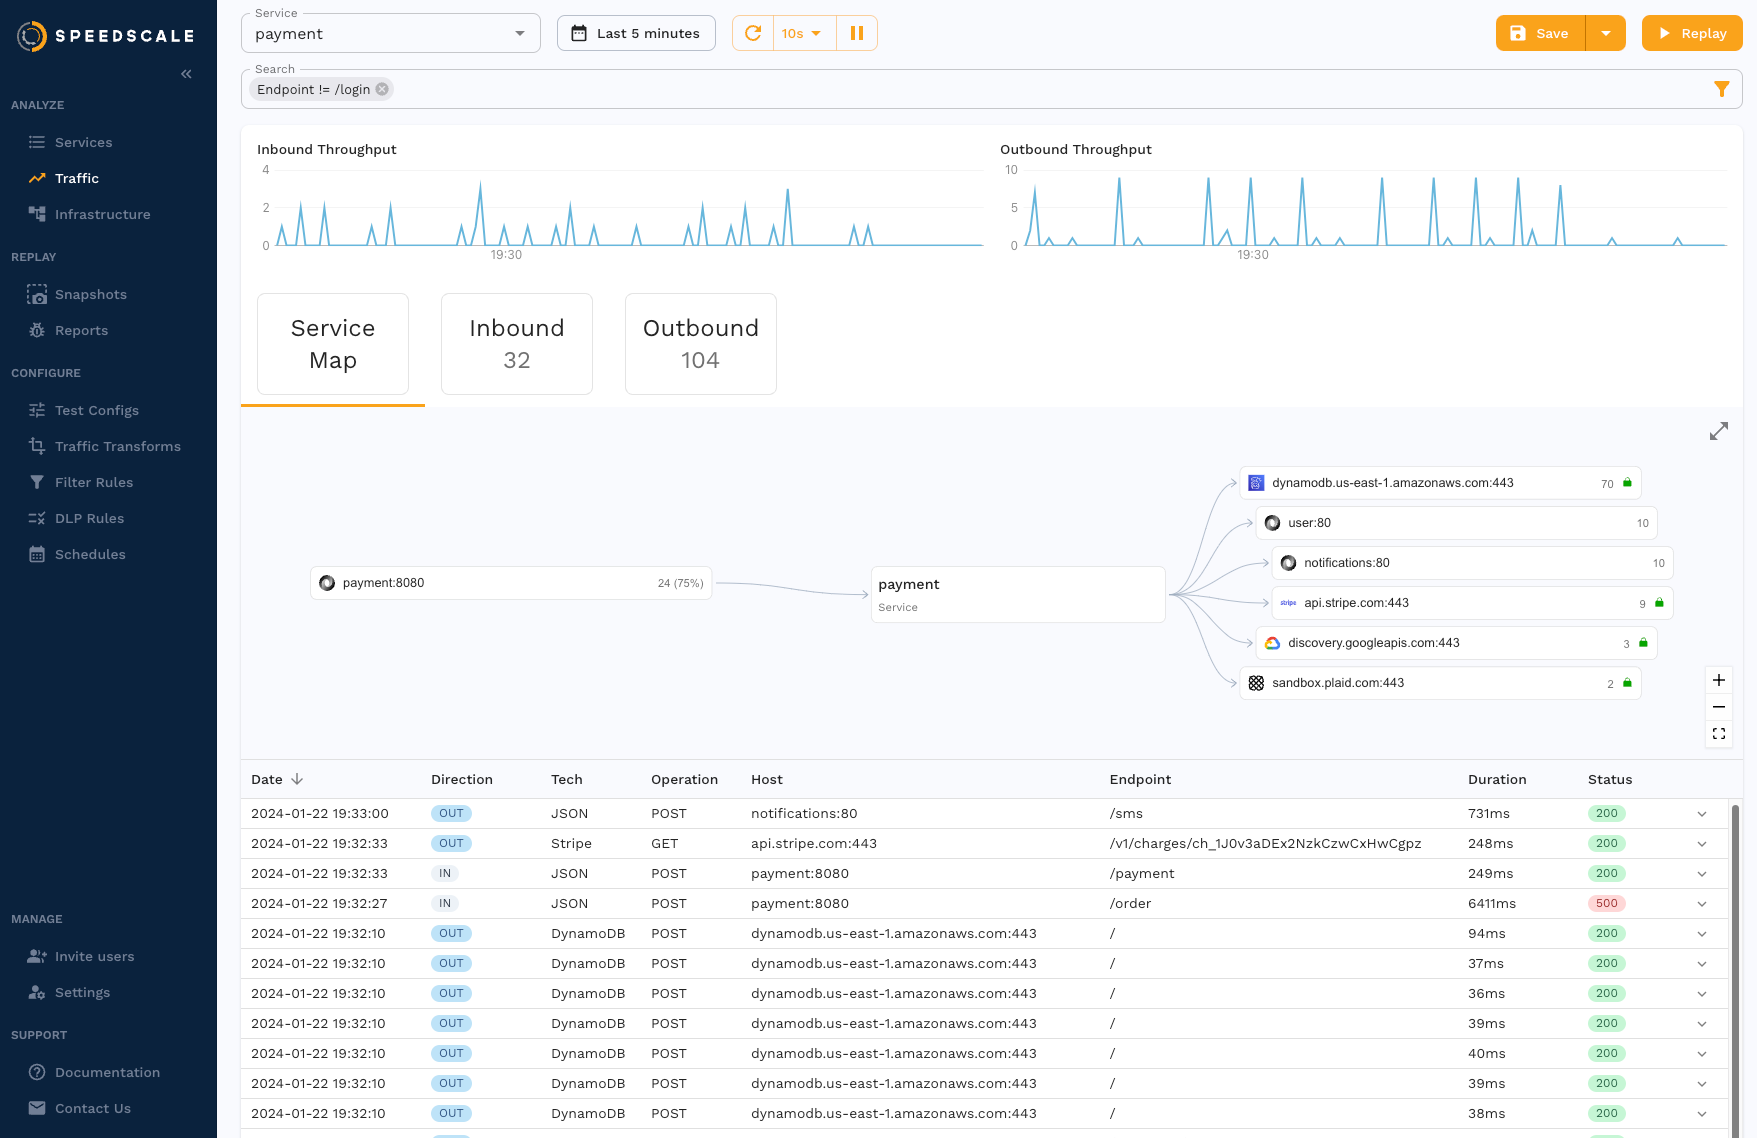 SPEEDSCALE
ANALYZE
Services
Traffic
Infrastructure
REPLAY
Snapshots
Reports
CONFIGURE
Test Configs
Traffic Transforms
Filter Rules
DLP Rules
Schedules
MANAGE
Invite users
Settings
SUPPORT
Documentation
Contact Us
Service
payment
Last 5 minutes
10s
Save
Replay
Search
Endpoint != /login
Inbound Throughput
4
2
0
19:30
Outbound Throughput
10
5
0
19:30
Service
Map
Inbound
32
Outbound
104
payment:8080 24 (75%)
payment
Service
dynamodb.us-east-1.amazonaws.com:443 70
user:80 10
notifications:80 10
stripe api.stripe.com:443 9
discovery.googleapis.com:443 3
sandbox.plaid.com:443 2
Date Direction Tech Operation Host Endpoint Duration Status
2024-01-22 19:33:00 OUT JSON POST notifications:80 /sms 731ms 200
2024-01-22 19:32:33 OUT Stripe GET api.stripe.com:443 /v1/charges/ch_1J0v3aDEx2NzkCzwCxHwCgpz 248ms 200
2024-01-22 19:32:33 IN JSON POST payment:8080 /payment 249ms 200
2024-01-22 19:32:27 IN JSON POST payment:8080 /order 6411ms 500
2024-01-22 19:32:10 OUT DynamoDB POST dynamodb.us-east-1.amazonaws.com:443 / 94ms 200
2024-01-22 19:32:10 OUT DynamoDB POST dynamodb.us-east-1.amazonaws.com:443 / 37ms 200
2024-01-22 19:32:10 OUT DynamoDB POST dynamodb.us-east-1.amazonaws.com:443 / 36ms 200
2024-01-22 19:32:10 OUT DynamoDB POST dynamodb.us-east-1.amazonaws.com:443 / 39ms 200
2024-01-22 19:32:10 OUT DynamoDB POST dynamodb.us-east-1.amazonaws.com:443 / 40ms 200
2024-01-22 19:32:10 OUT DynamoDB POST dynamodb.us-east-1.amazonaws.com:443 / 39ms 200
2024-01-22 19:32:10 OUT DynamoDB POST dynamodb.us-east-1.amazonaws.com:443 / 38ms 200